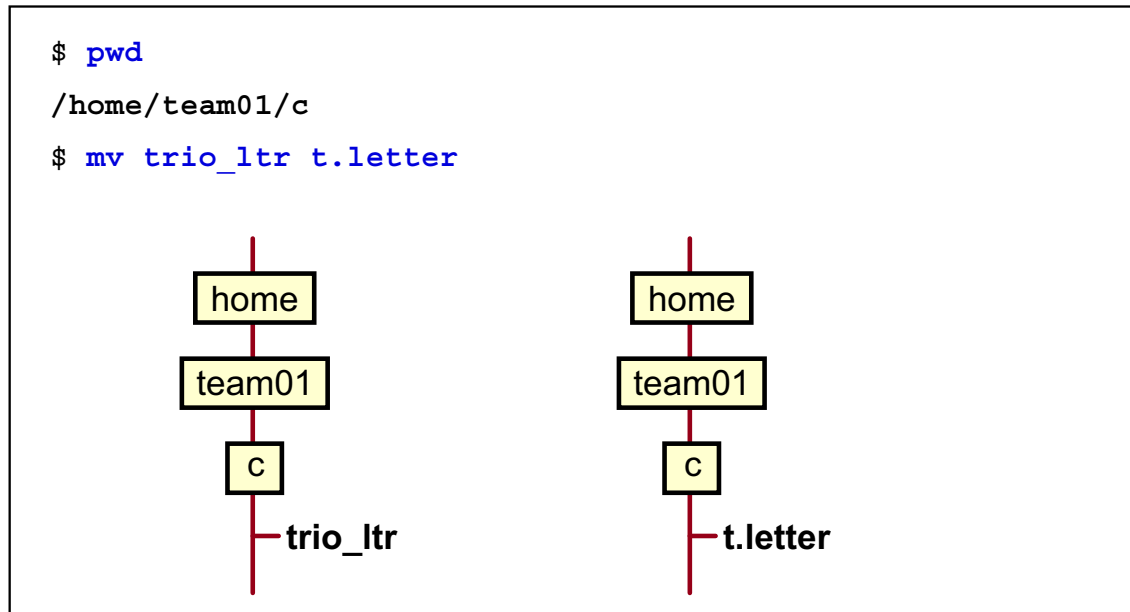 $ pwd
/home/team01/c
$ mv trio_ltr t.letter
home home
team01 team01
c c
trio_ltr t.letter